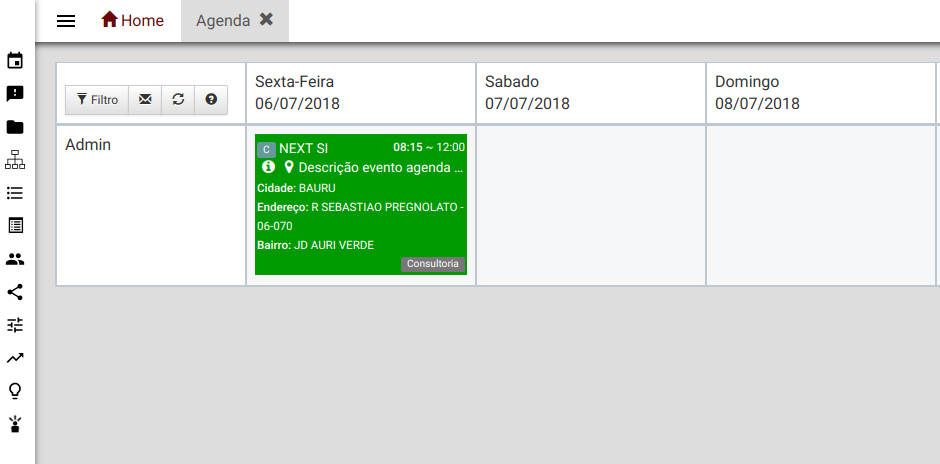 Home
Agenda
Filtro
Sexta-Feira
06/07/2018
Sabado
07/07/2018
Domingo
08/07/2018
Admin
C NEXT SI 08:15 ~ 12:00
Descrição evento agenda ...
Cidade: BAURU
Endereço: R SEBASTIAO PREGNOLATO -
06-070
Bairro: JD AURI VERDE
Consultoria